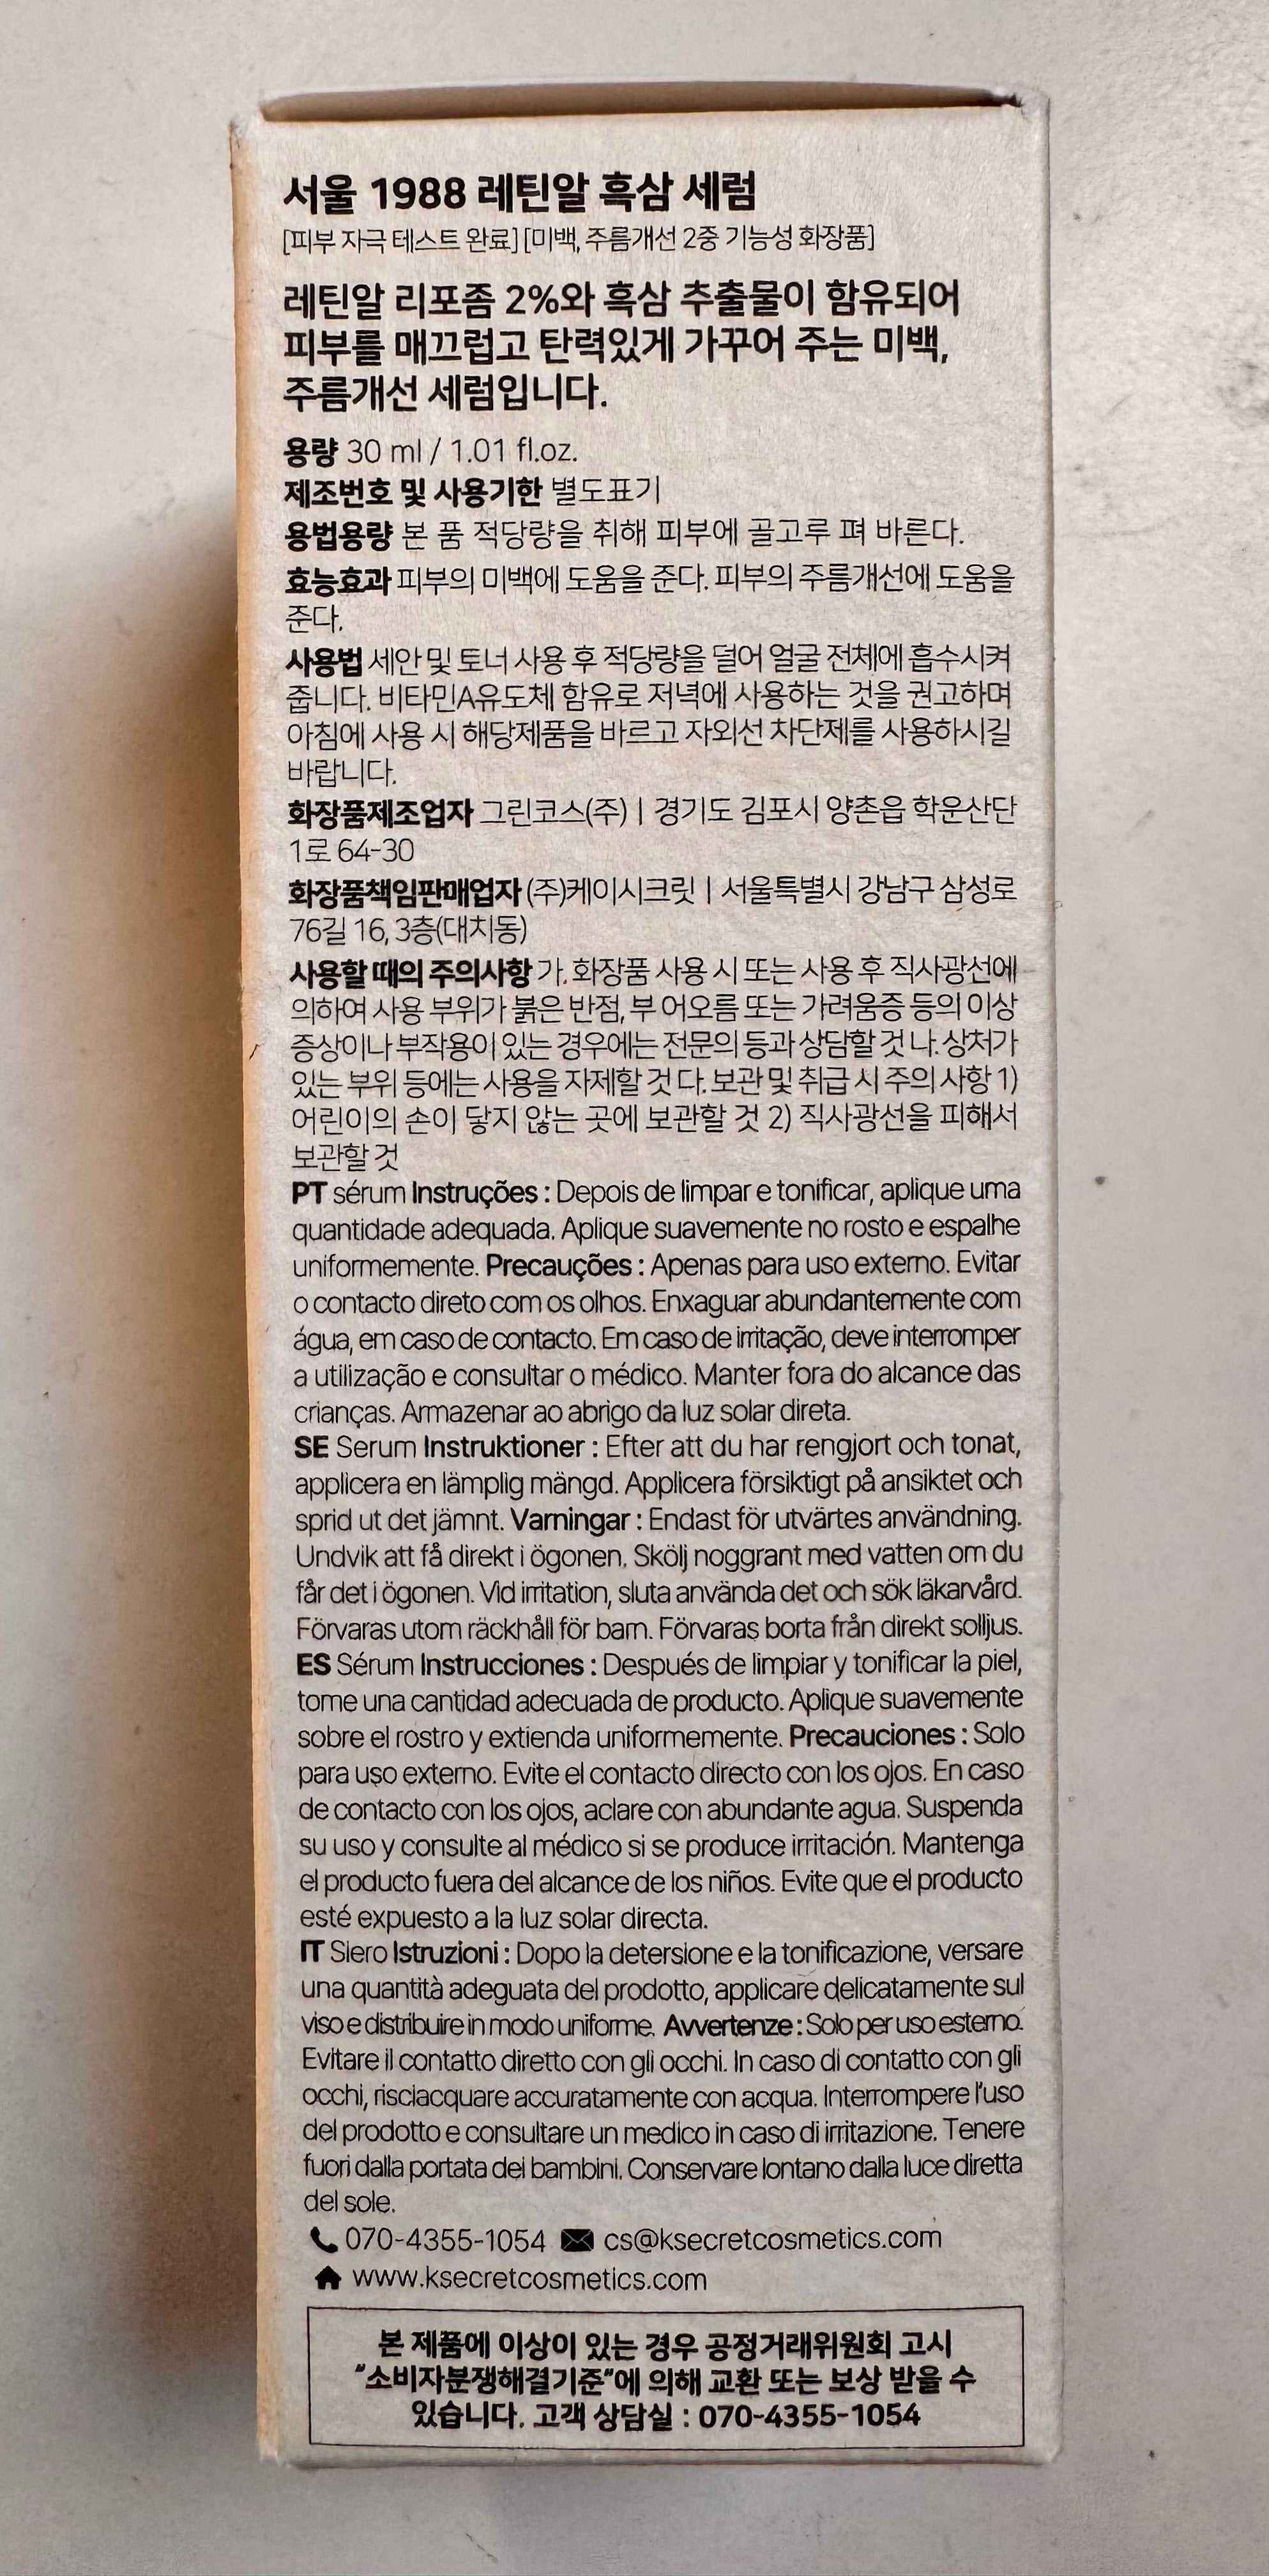 서울 1988 레틴알 흑삼 세럼
[피부 자극 테스트 완료] [미백, 주름개선 2중 기능성 화장품]
레틴알 리포좀 2%와 흑삼 추출물이 함유되어
피부를 매끄럽고 탄력있게 가꾸어 주는 미백,
주름개선 세럼입니다.
용량 30 ml / 1.01 fl.oz.
제조번호 및 사용기한 별도표기
용법용량 본 품 적당량을 취해 피부에 골고루 펴 바른다.
효능효과 피부의 미백에 도움을 준다. 피부의 주름개선에 도움을
준다.
사용법 세안 및 토너 사용 후 적당량을 덜어 얼굴 전체에 흡수시켜
줍니다. 비타민A유도체 함유로 저녁에 사용하는 것을 권고하며
아침에 사용 시 해당제품을 바르고 자외선 차단제를 사용하시길
바랍니다.
화장품제조업자 그린코스(주) | 경기도 김포시 양촌읍 학운산단
1로 64-30
화장품책임판매업자 (주)케이시크릿 | 서울특별시 강남구 삼성로
76길 16, 3층(대치동)
사용할 때의 주의사항 가. 화장품 사용 시 또는 사용 후 직사광선에
의하여 사용 부위가 붉은 반점, 부 어오름 또는 가려움증 등의 이상
증상이나 부작용이 있는 경우에는 전문의 등과 상담할 것 나. 상처가
있는 부위 등에는 사용을 자제할 것 다. 보관 및 취급 시 주의 사항 1)
어린이의 손이 닿지 않는 곳에 보관할 것 2) 직사광선을 피해서
보관할 것
PT sérum Instruções : Depois de limpar e tonificar, aplique uma
quantidade adequada. Aplique suavemente no rosto e espalhe
uniformemente. Precauções : Apenas para uso externo. Evitar
o contacto direto com os olhos. Enxaguar abundantemente com
água, em caso de contacto. Em caso de irritação, deve interromper
a utilização e consultar o médico. Manter fora do alcance das
crianças. Armazenar ao abrigo da luz solar direta.
SE Serum Instruktioner : Efter att du har rengjort och tonat,
applicera en lämplig mängd. Applicera försiktigt på ansiktet och
sprid ut det jämnt. Varningar : Endast för utvärtes användning.
Undvik att få direkt i ögonen. Skölj noggrant med vatten om du
får det i ögonen. Vid irritation, sluta använda det och sök läkarvård.
Förvaras utom räckhåll för barn. Förvaras borta från direkt solljus.
ES Sérum Instrucciones : Después de limpiar y tonificar la piel,
tome una cantidad adecuada de producto. Aplique suavemente
sobre el rostro y extienda uniformemente. Precauciones : Solo
para uso externo. Evite el contacto directo con los ojos. En caso
de contacto con los ojos, aclare con abundante agua. Suspenda
su uso y consulte al médico si se produce irritación. Mantenga
el producto fuera del alcance de los niños. Evite que el producto
esté expuesto a la luz solar directa.
IT Siero Istruzioni : Dopo la detersione e la tonificazione, versare
una quantità adeguata del prodotto, applicare delicatamente sul
viso e distribuire in modo uniforme. Avvertenze : Solo per uso esterno.
Evitare il contatto diretto con gli occhi. In caso di contatto con gli
occhi, risciacquare accuratamente con acqua. Interrompere l'uso
del prodotto e consultare un medico in caso di irritazione. Tenere
fuori dalla portata dei bambini. Conservare lontano dalla luce diretta
del sole.
070-4355-1054 cs@ksecretcosmetics.com
www.ksecretcosmetics.com
본 제품에 이상이 있는 경우 공정거래위원회 고시
"소비자분쟁해결기준"에 의해 교환 또는 보상 받을 수
있습니다. 고객 상담실 : 070-4355-1054